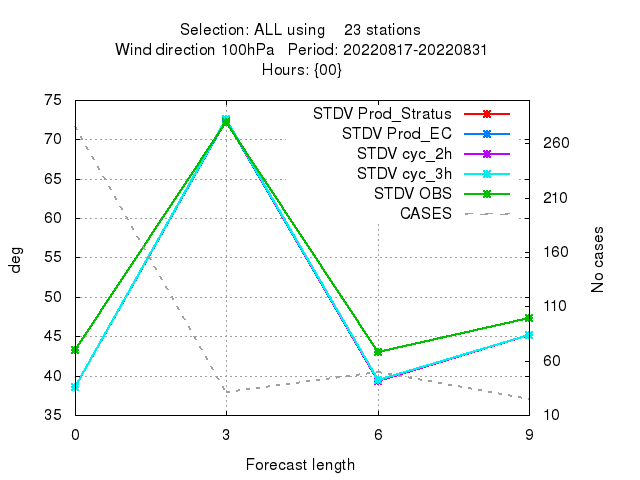 Selection: ALL using    23 stations
Wind direction 100hPa   Period: 20220817-20220831
Hours: {00}
75
70
65
60
55
50
45
40
35
deg
STDV Prod_Stratus
STDV Prod_EC
STDV cyc_2h
STDV cyc_3h
STDV OBS
CASES
260
210
160
110
60
10
No cases
0 3 6 9
Forecast length